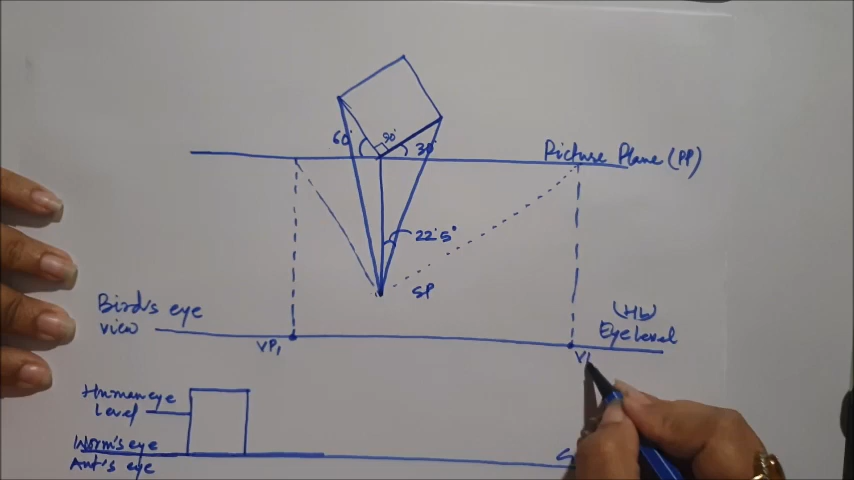 60°
90°
30°
Picture Plane (PP)
22.5°
SP
Bird's eye
view
(HL)
Eye Level
VP₁
V
Human eye
Level
Worm's eye
Ant's eye